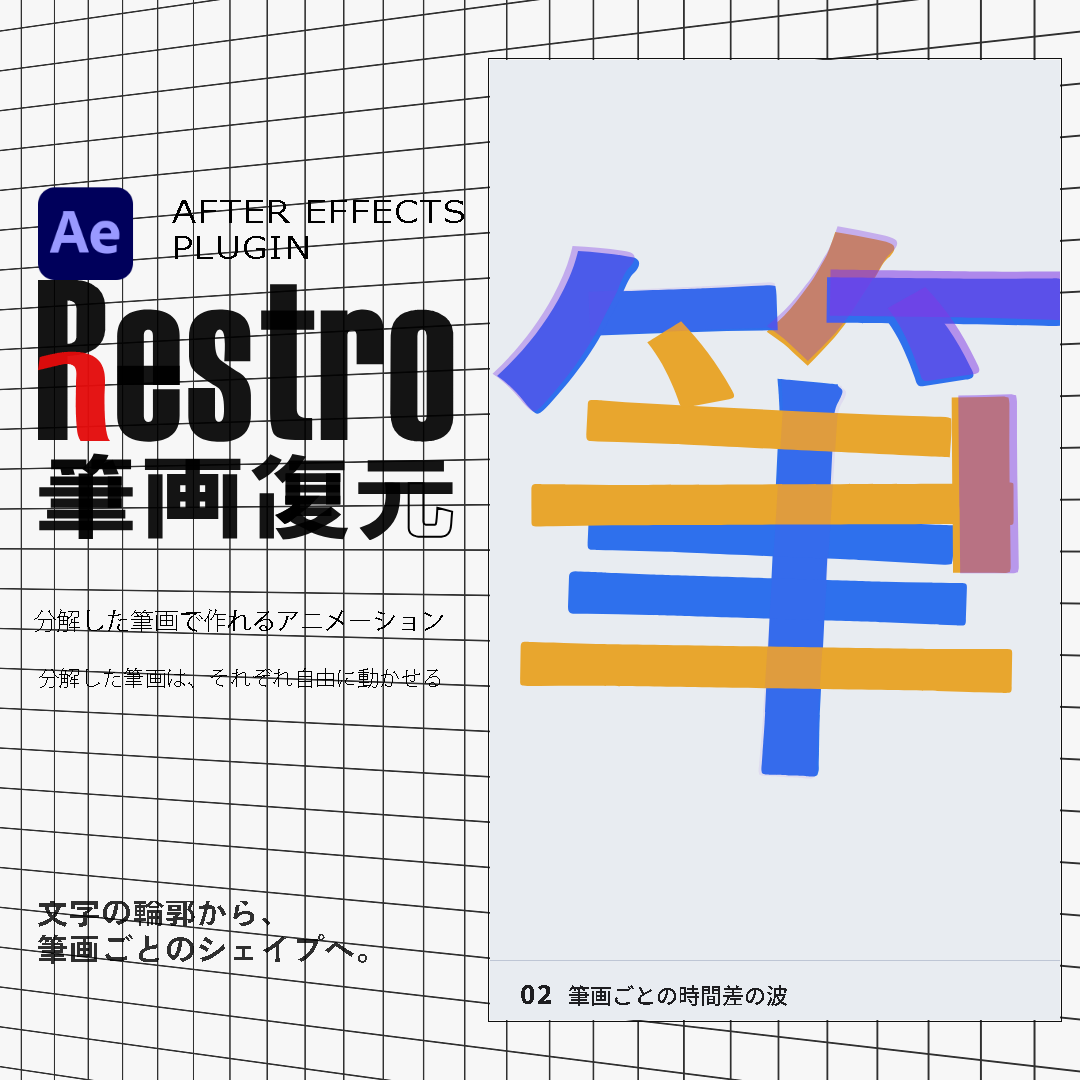 Ae
AFTER EFFECTS
PLUGIN
Restro
筆画復元
分解した筆画で作れるアニメーション
分解した筆画は、それぞれ自由に動かせる
文字の輪郭から、
筆画ごとのシェイプへ。
筆
02 筆画ごとの時間差の波